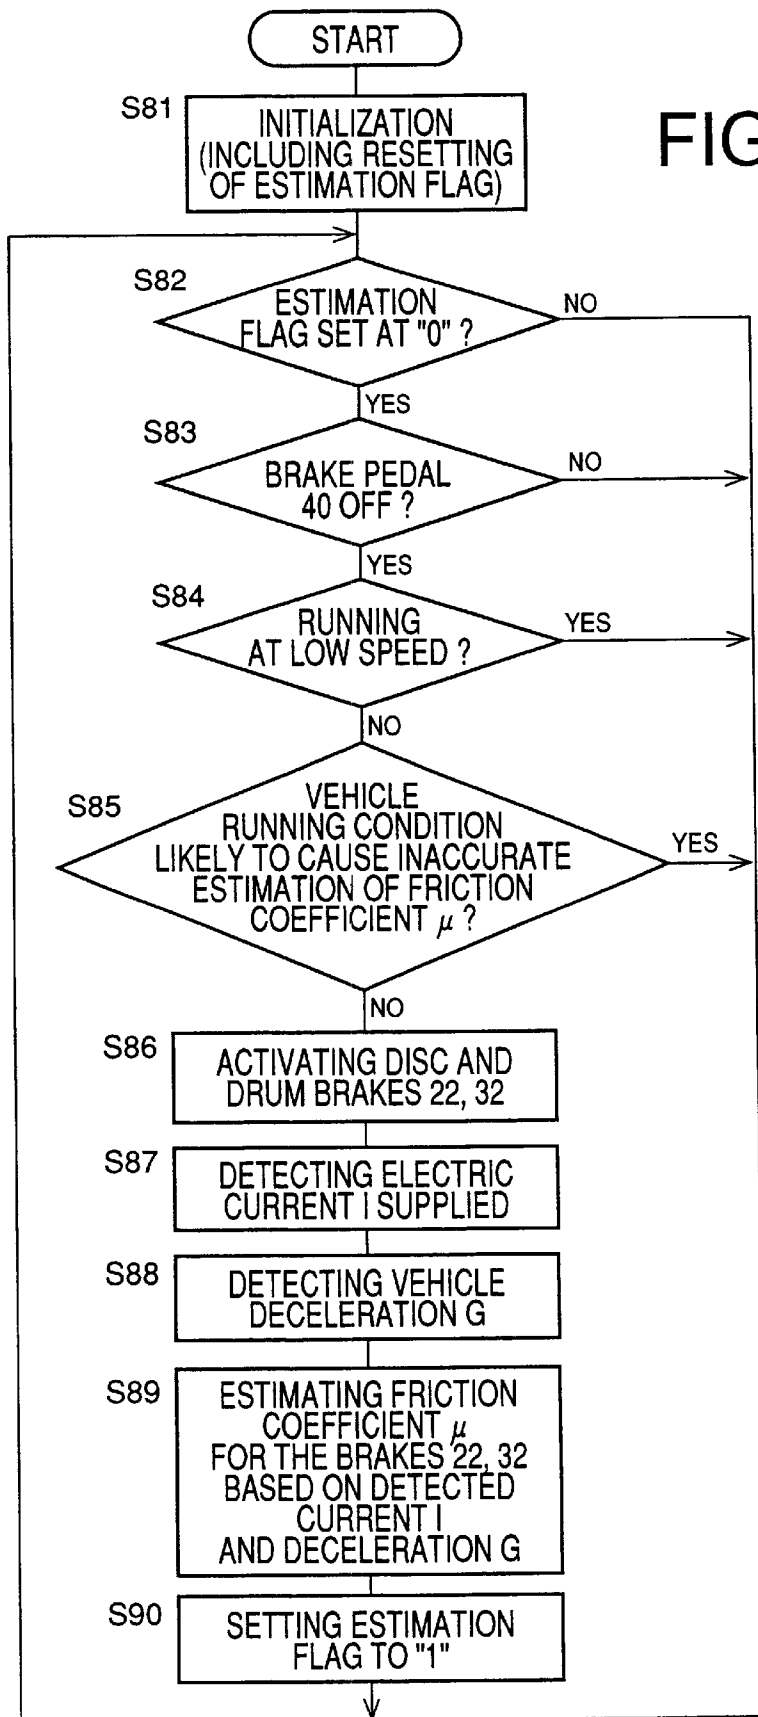 START
S81
INITIALIZATION
(INCLUDING RESETTING
OF ESTIMATION FLAG)
FIG
S82
ESTIMATION
FLAG SET AT "0" ?
NO
YES
S83
BRAKE PEDAL
40 OFF ?
NO
YES
S84
RUNNING
AT LOW SPEED ?
YES
NO
S85
VEHICLE
RUNNING CONDITION
LIKELY TO CAUSE INACCURATE
ESTIMATION OF FRICTION
COEFFICIENT μ ?
YES
NO
S86
ACTIVATING DISC AND
DRUM BRAKES 22, 32
S87
DETECTING ELECTRIC
CURRENT I SUPPLIED
S88
DETECTING VEHICLE
DECELERATION G
S89
ESTIMATING FRICTION
COEFFICIENT μ
FOR THE BRAKES 22, 32
BASED ON DETECTED
CURRENT I
AND DECELERATION G
S90
SETTING ESTIMATION
FLAG TO "1"